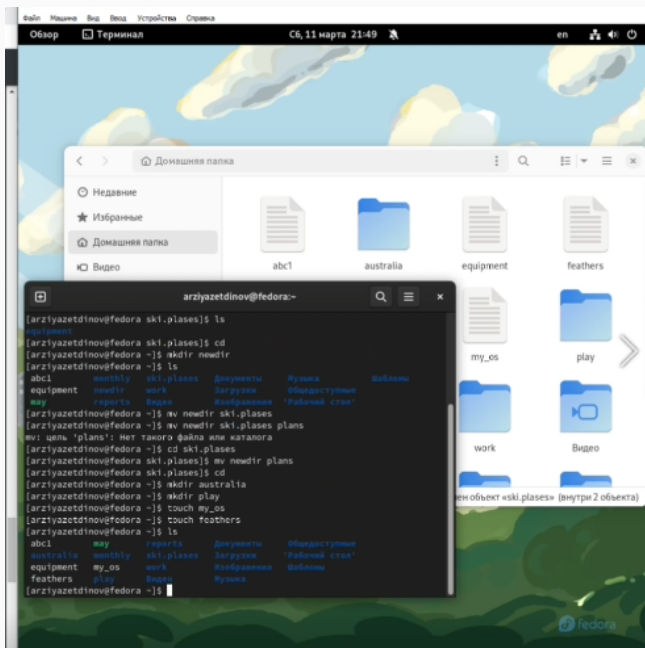 Файл Машина Вид Ввод Устройства Справка
Обзор Терминал Сб, 11 марта 21:49 en
Домашняя папка
Недавние
Избранные
Домашняя папка
Видео
abc1 australia equipment feathers
my_os play
work Видео
ен объект «ski.plases» (внутри 2 объекта)
arziyazetdinov@fedora:~
[arziyazetdinov@fedora ski.plases]$ ls
equipment
[arziyazetdinov@fedora ski.plases]$ cd
[arziyazetdinov@fedora ~]$ mkdir newdir
[arziyazetdinov@fedora ~]$ ls
abc1 monthly ski.plases Документы Музыка Шаблоны
equipment newdir work Загрузки Общедоступные
may reports Видео Изображения 'Рабочий стол'
[arziyazetdinov@fedora ~]$ mv newdir ski.plases
[arziyazetdinov@fedora ~]$ mv newdir ski.plases plans
mv: цель 'plans': Нет такого файла или каталога
[arziyazetdinov@fedora ~]$ cd ski.plases
[arziyazetdinov@fedora ski.plases]$ mv newdir plans
[arziyazetdinov@fedora ski.plases]$ cd
[arziyazetdinov@fedora ~]$ mkdir australia
[arziyazetdinov@fedora ~]$ mkdir play
[arziyazetdinov@fedora ~]$ touch my_os
[arziyazetdinov@fedora ~]$ touch feathers
[arziyazetdinov@fedora ~]$ ls
abc1 may reports Документы Общедоступные
australia monthly ski.plases Загрузки 'Рабочий стол'
equipment my_os work Изображения Шаблоны
feathers play Видео Музыка
[arziyazetdinov@fedora ~]$
fedora